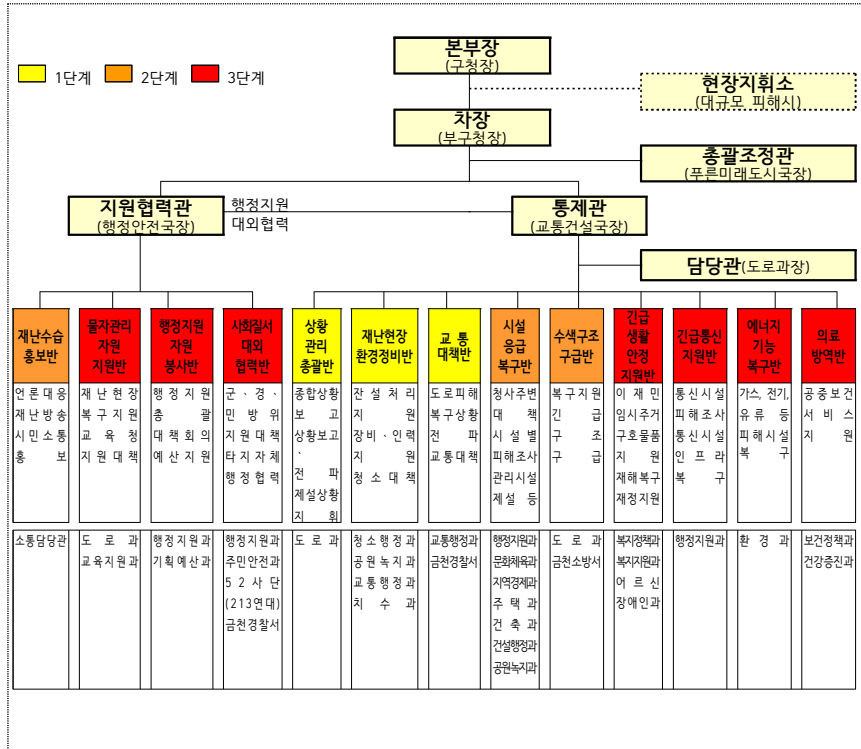 본부장
(구청장)
1단계
2단계
3단계
현장지휘소
(대규모 피해시)
차장
(부구청장)
총괄조정관
(푸른미래도시국장)
지원협력관
(행정안전국장)
행정지원
대외협력
통제관
(교통건설국장)
담당관(도로과장)
재난수습
홍보반
물자관리
자원
지원반
행정지원
자원
봉사반
사회질서
대외
협력반
상황
관리
총괄반
재난현장
환경정비반
교 통
대책반
시설
응급
복구반
수색구조
구급반
긴급
생활
안정
지원반
긴급통신
지원반
에너지
기능
복구반
의료
방역반
언론대응
재난방송
시민소통
홍 보
재난현장
복구지원
교 육 청
지원대책
행정지원
총 괄
대책회의
예산지원
군ㆍ경ㆍ
민 방 위
지원대책
타지자체
행정협력
종합상황
보 고
상황보고
ㆍ
전 파
제설상황
지 휘
잔설처리
지 원
장비ㆍ인력
지 원
청소대책
도로피해
복구상황
전 파
교통대책
청사주변
대 책
시 설 별
피해조사
관리시설
제설 등
복구지원
긴 급
구 조
구 급
이 재 민
임시주거
구호물품
지 원
재해복구
재정지원
통신시설
피해조사
통신시설
인 프 라
복 구
가스, 전기,
유류 등
피해시설
복 구
공중보건
서 비 스
지 원
소통담당관
도 로 과
교육지원과
행정지원과
기획예산과
행정지원과
주민안전과
5 2 사 단
(213연대)
금천경찰서
도 로 과
청소행정과
공원녹지과
교통행정과
치 수 과
교통행정과
금천경찰서
행정지원과
문화체육과
지역경제과
주 택 과
건 축 과
건설행정과
공원녹지과
도 로 과
금천소방서
복지정책과
복지지원과
어 르 신
장애인과
행정지원과
환 경 과
보건정책과
건강증진과